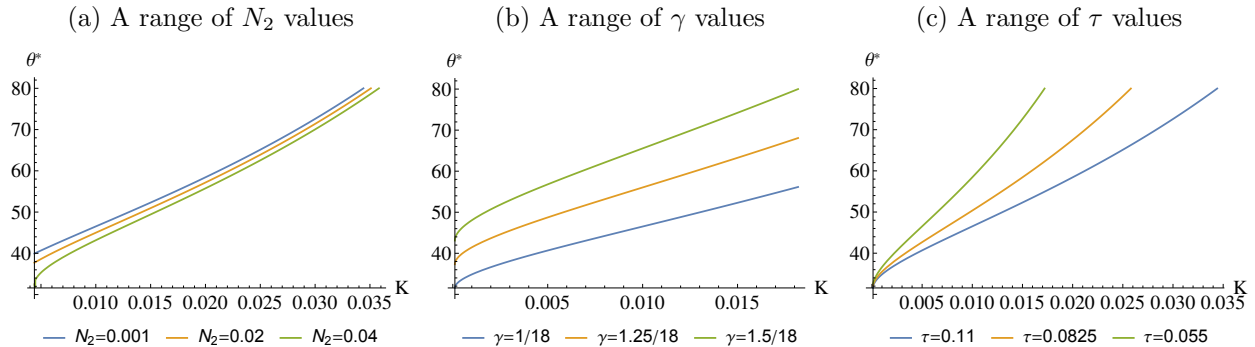 (a) A range of N₂ values
θ*
80
70
60
50
40
0.010 0.015 0.020 0.025 0.030 0.035 K
N₂=0.001 N₂=0.02 N₂=0.04
(b) A range of γ values
θ*
80
70
60
50
40
0.005 0.010 0.015 K
γ=1/18 γ=1.25/18 γ=1.5/18
(c) A range of τ values
θ*
80
70
60
50
40
0.005 0.010 0.015 0.020 0.025 0.030 0.035 K
τ=0.11 τ=0.0825 τ=0.055